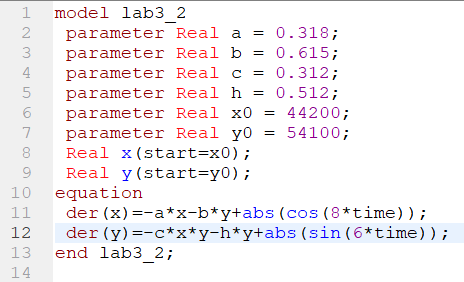 1 model lab3_2
2 parameter Real a = 0.318;
3 parameter Real b = 0.615;
4 parameter Real c = 0.312;
5 parameter Real h = 0.512;
6 parameter Real x0 = 44200;
7 parameter Real y0 = 54100;
8 Real x(start=x0);
9 Real y(start=y0);
10 equation
11 der(x)=-a*x-b*y+abs(cos(8*time));
12 der(y)=-c*x*y-h*y+abs(sin(6*time));
13 end lab3_2;
14